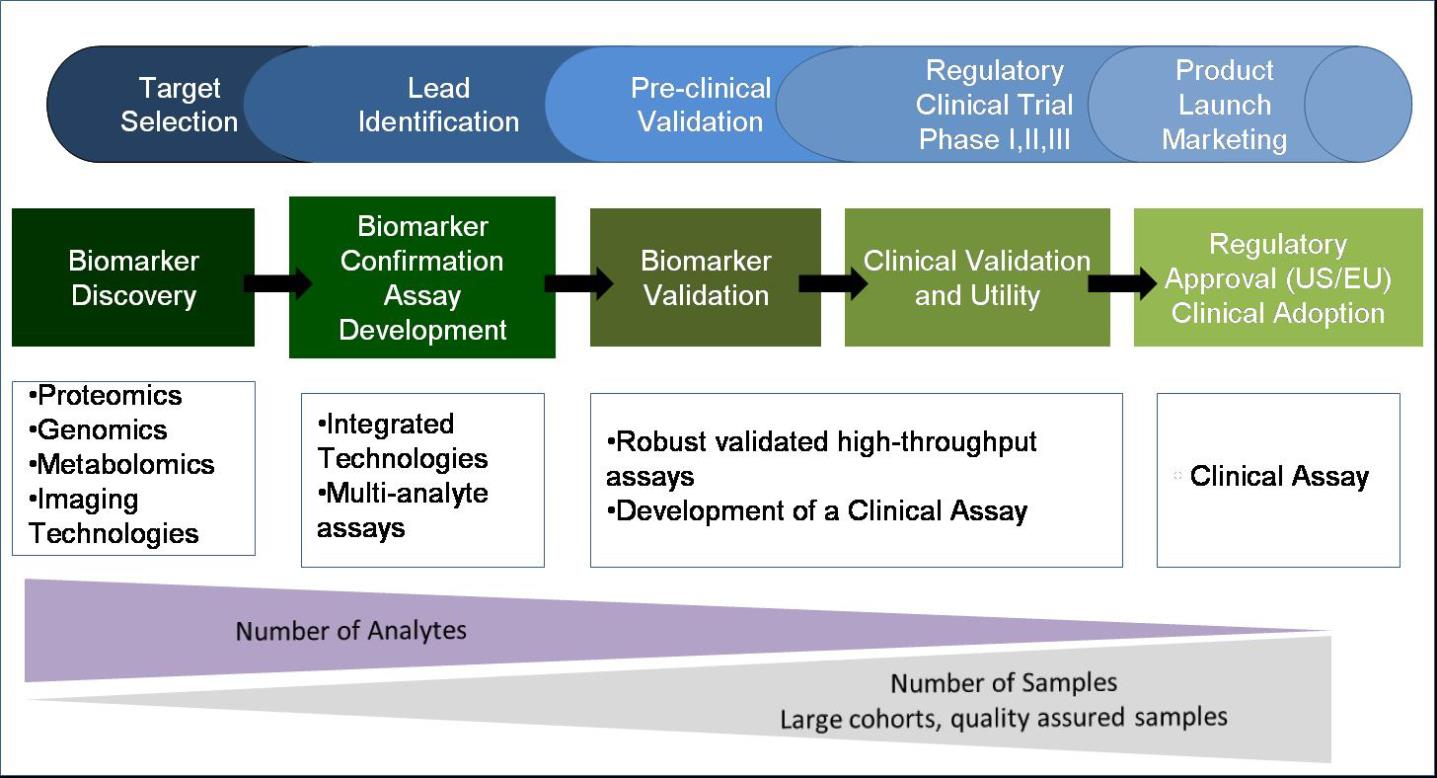 Target
Selection
Lead
Identification
Pre-clinical
Validation
Regulatory
Clinical Trial
Phase I,II,III
Product
Launch
Marketing
Biomarker
Discovery
Biomarker
Confirmation
Assay
Development
Biomarker
Validation
Clinical Validation
and Utility
Regulatory
Approval (US/EU)
Clinical Adoption
•Proteomics
•Genomics
•Metabolomics
•Imaging
Technologies
•Integrated
Technologies
•Multi-analyte
assays
•Robust validated high-throughput
assays
•Development of a Clinical Assay
▫ Clinical Assay
Number of Analytes
Number of Samples
Large cohorts, quality assured samples